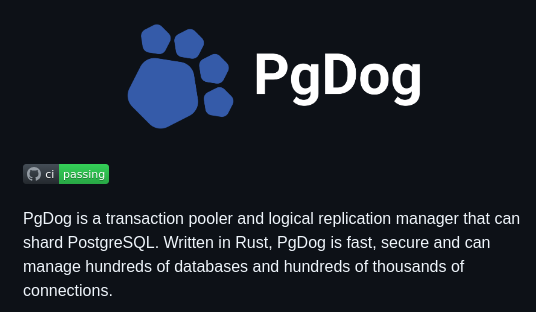 PgDog
ci passing
PgDog is a transaction pooler and logical replication manager that can
shard PostgreSQL. Written in Rust, PgDog is fast, secure and can
manage hundreds of databases and hundreds of thousands of
connections.